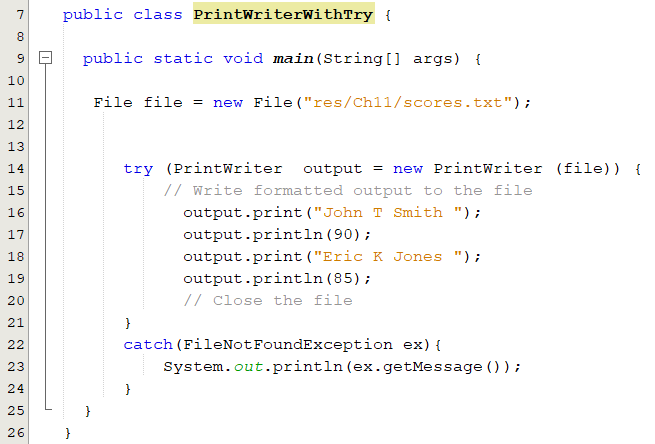 7 public class PrintWriterWithTry {
8
9 public static void main(String[] args) {
10
11 File file = new File("res/Ch11/scores.txt");
12
13
14 try (PrintWriter  output = new PrintWriter (file)) {
15 // Write formatted output to the file
16 output.print("John T Smith ");
17 output.println(90);
18 output.print("Eric K Jones ");
19 output.println(85);
20 // Close the file
21 }
22 catch(FileNotFoundException ex){
23 System.out.println(ex.getMessage());
24 }
25 }
26 }